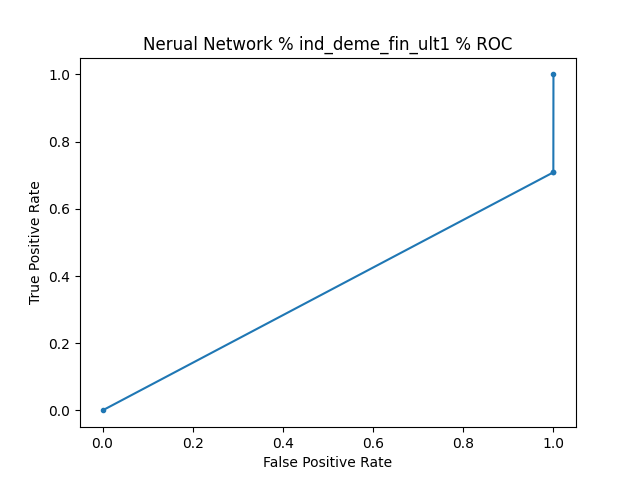 Nerual Network % ind_deme_fin_ult1 % ROC
1.0
0.8
0.6
0.4
0.2
0.0
True Positive Rate
0.0 0.2 0.4 0.6 0.8 1.0
False Positive Rate